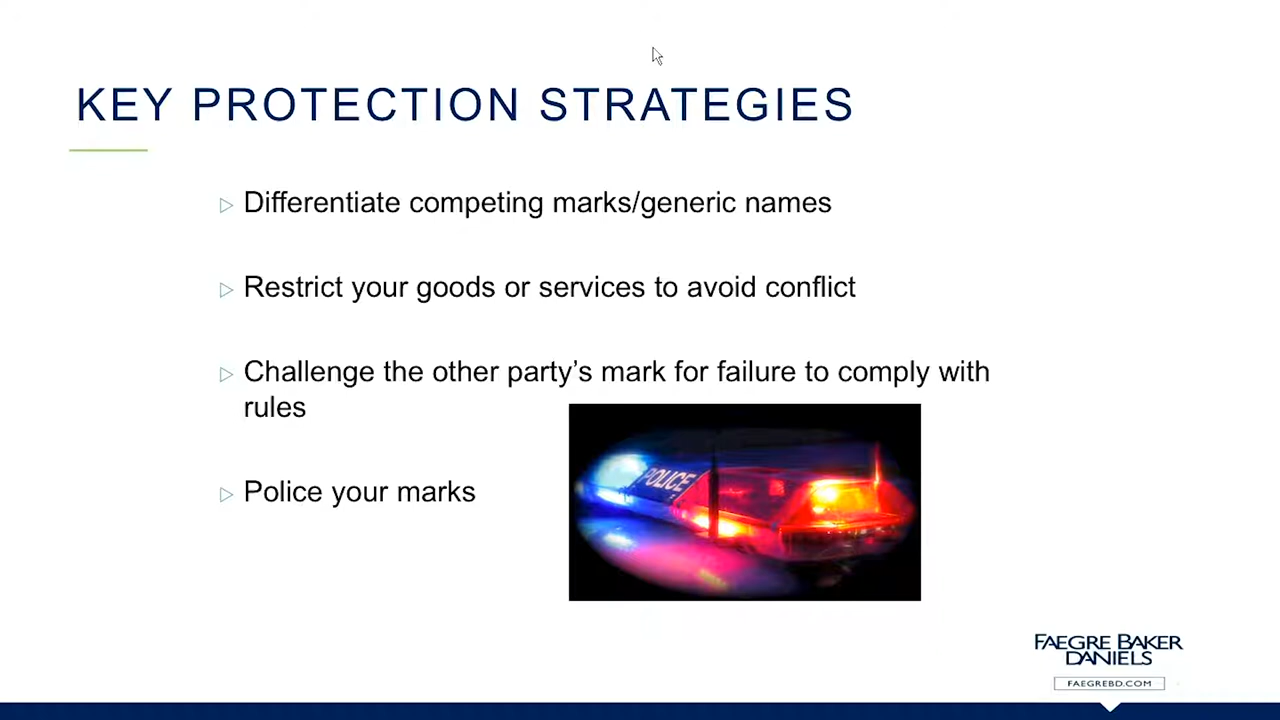 KEY PROTECTION STRATEGIES
Differentiate competing marks/generic names
Restrict your goods or services to avoid conflict
Challenge the other party’s mark for failure to comply with
rules
Police your marks
POLICE
FAEGRE BAKER
DANIELS
FAEGREBD.COM